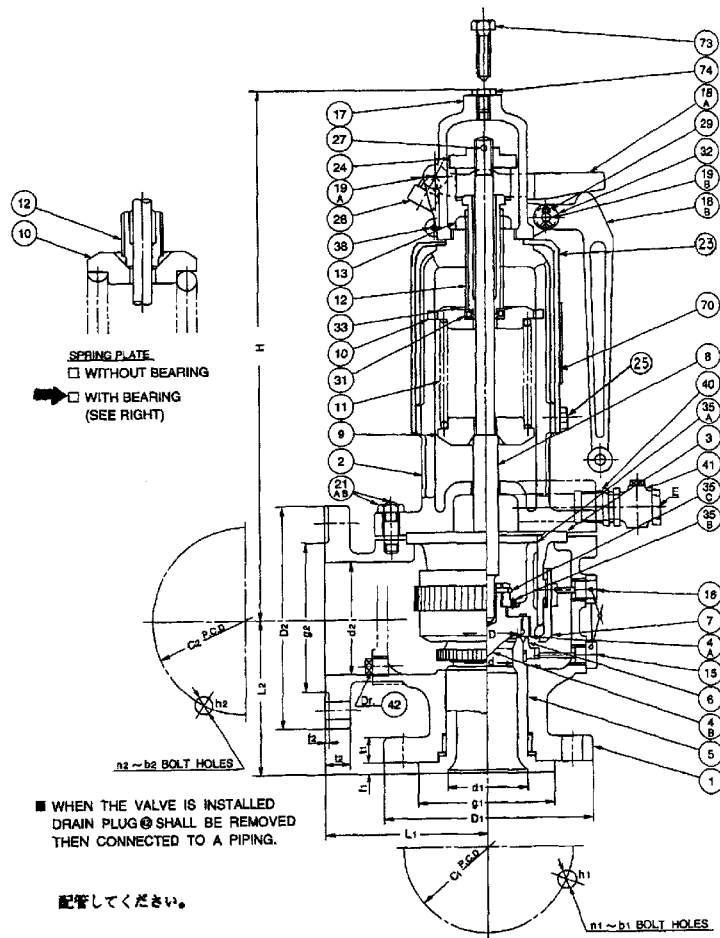 73
74
18 A
29
32
19 B
18 B
23
70
8
40
35 A
3
41
35 C
35 B
16
7
4 A
15
6
4 B
5
1
17
27
24
19 A
28
38
13
12
33
10
31
11
9
2
21 AB
25
E
12
10
SPRING PLATE
□ WITHOUT BEARING
□ WITH BEARING
(SEE RIGHT)
H
L2
D2
g2
d2
C2 P.C.D
h2
n2 ~ b2 BOLT HOLES
f2
t2
Dr.
42
D
d
t1
f1
d1
g1
D1
L1
C1 P.C.D
h1
n1 ~ b1 BOLT HOLES
■ WHEN THE VALVE IS INSTALLED
DRAIN PLUG 42 SHALL BE REMOVED
THEN CONNECTED TO A PIPING.
配管してください。